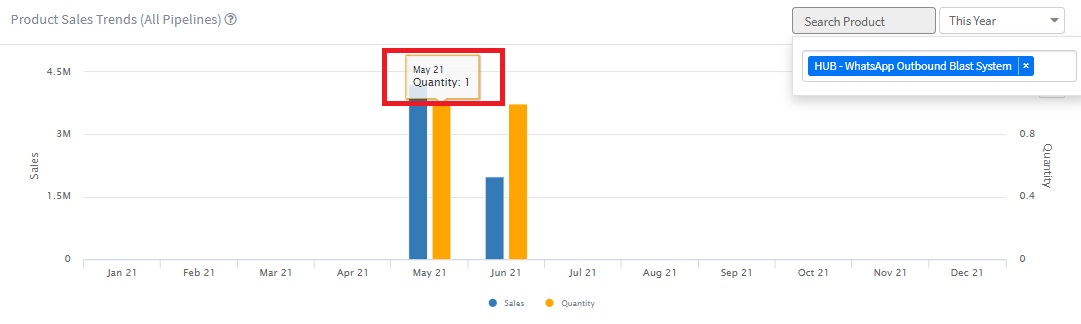 Product Sales Trends (All Pipelines) ?
Search Product
This Year
HUB - WhatsApp Outbound Blast System ×
May 21
Quantity: 1
4.5M
3M
1.5M
0
Sales
0.8
0.4
0
Quantity
Jan 21 Feb 21 Mar 21 Apr 21 May 21 Jun 21 Jul 21 Aug 21 Sep 21 Oct 21 Nov 21 Dec 21
Sales Quantity